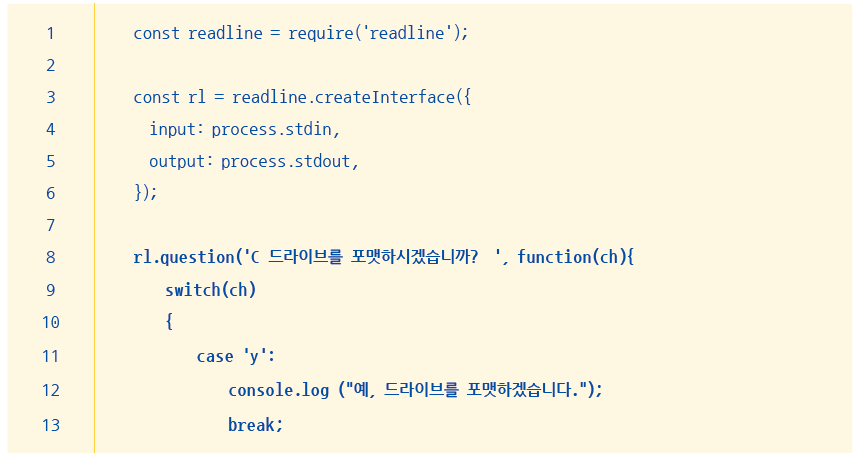 1 const readline = require('readline');
2
3 const rl = readline.createInterface({
4 input: process.stdin,
5 output: process.stdout,
6 });
7
8 rl.question('C 드라이브를 포맷하시겠습니까?  ', function(ch){
9 switch(ch)
10 {
11 case 'y':
12 console.log ("예, 드라이브를 포맷하겠습니다.");
13 break;